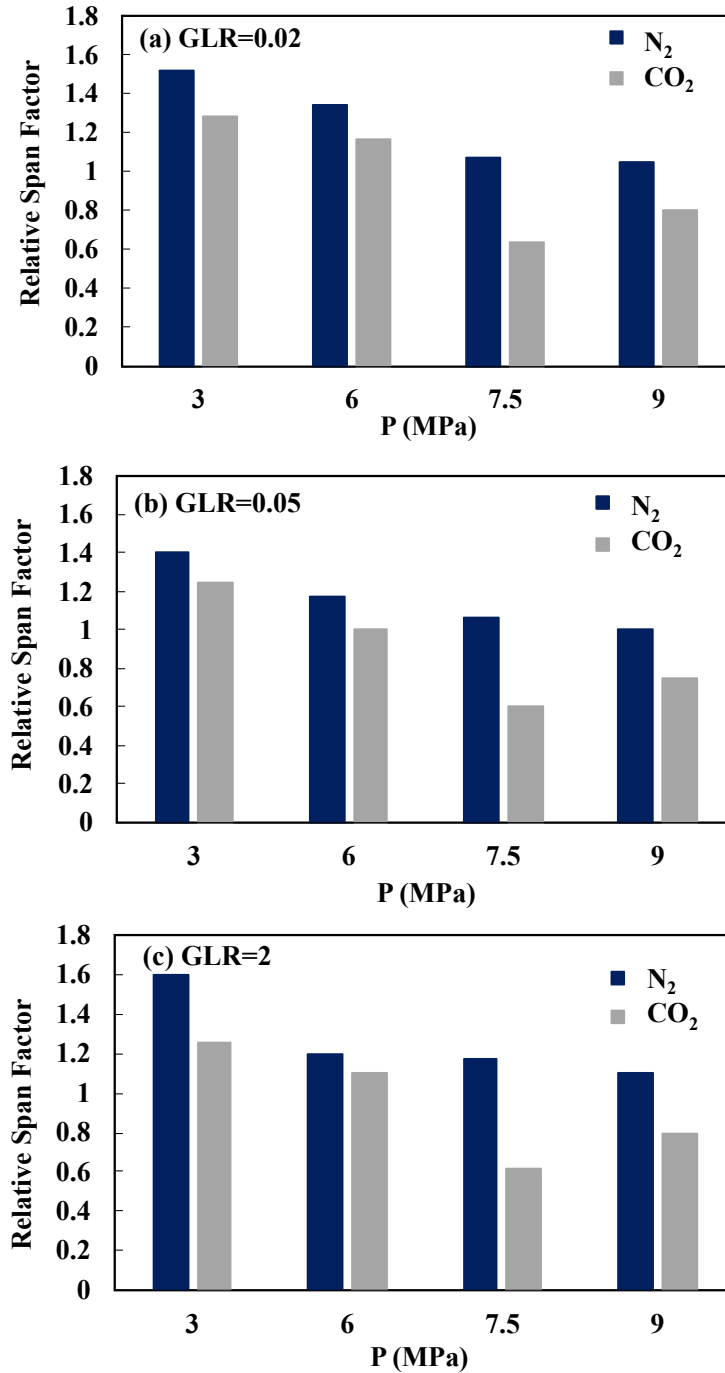 1.8
(a) GLR=0.02
N₂
1.6
CO₂
1.4
1.2
1
0.8
0.6
0.4
0.2
0
Relative Span Factor
3 6 7.5 9
P (MPa)
1.8
(b) GLR=0.05
N₂
1.6
CO₂
1.4
1.2
1
0.8
0.6
0.4
0.2
0
Relative Span Factor
3 6 7.5 9
P (MPa)
1.8
(c) GLR=2
N₂
1.6
CO₂
1.4
1.2
1
0.8
0.6
0.4
0.2
0
Relative Span Factor
3 6 7.5 9
P (MPa)